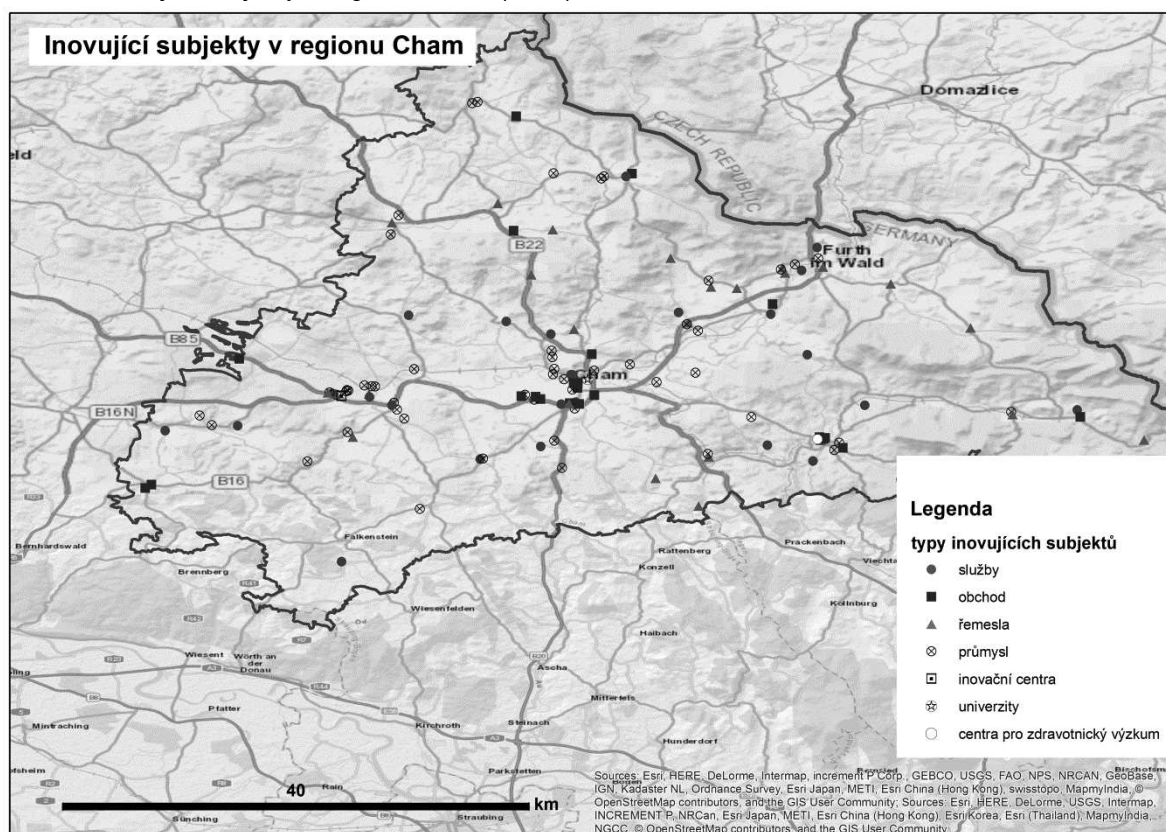 Inovující subjekty v regionu Cham
Domazlice
CZECH REPUBLIC
GERMANY
B22
Furth
im Wald
B85
Cham
B16N
B16
Bernhardswald
Falkenstein
Brennberg
Rattenberg
Prackenbach
Konzell
Viechta
Kollnburg
Wiesenfelden
Haibach
Wiesent
Wörth an
der
Donau
Ascha
Mitterfels
Pfatter
Mintraching
Kirchroth
Steinach
Hunderdorf
Parkstetten
Rain
Sünching
Straubing
Legenda
typy inovujících subjektů
služby
obchod
řemesla
průmysl
inovační centra
univerzity
centra pro zdravotnický výzkum
40
km
Sources: Esri, HERE, DeLorme, Intermap, increment P Corp., GEBCO, USGS, FAO, NPS, NRCAN, GeoBase,
IGN, Kadaster NL, Ordnance Survey, Esri Japan, METI, Esri China (Hong Kong), swisstopo, MapmyIndia, ©
OpenStreetMap contributors, and the GIS User Community; Sources: Esri, HERE, DeLorme, USGS, Intermap,
INCREMENT P, NRCan, Esri Japan, METI, Esri China (Hong Kong), Esri Korea, Esri (Thailand), MapmyIndia,
NGCC, © OpenStreetMap contributors, and the GIS User Community